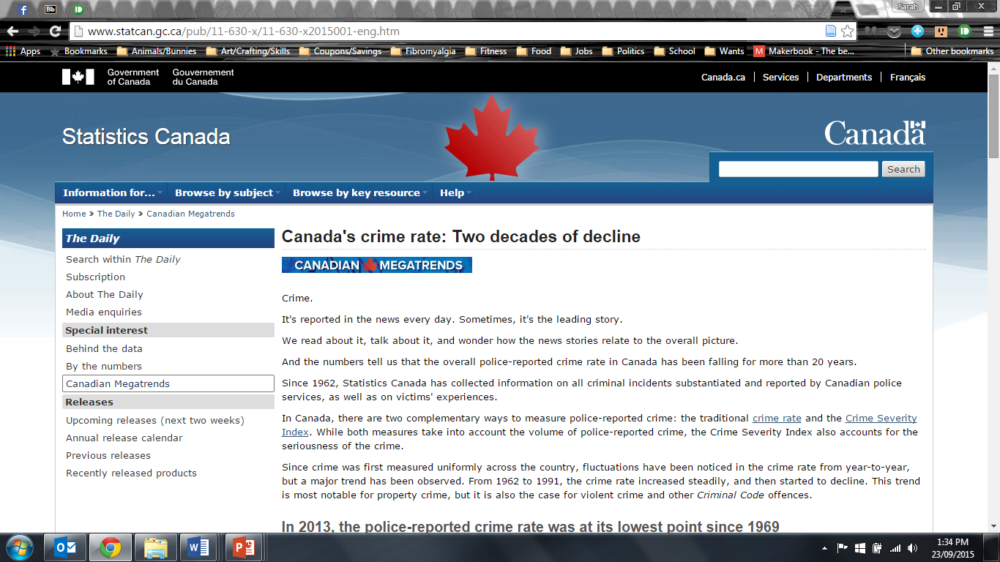 Sarah
f
Bb
www.statcan.gc.ca/pub/11-630-x/11-630-x2015001-eng.htm
Apps Bookmarks Animals/Bunnies Art/Crafting/Skills Coupons/Savings Fibromyalgia Fitness Food Jobs Politics School Wants M Makerbook - The be... Other bookmarks
Government of Canada
Gouvernement du Canada
Canada.ca Services Departments Français
Statistics Canada
Canada
Search
Information for... Browse by subject Browse by key resource Help
Home » The Daily » Canadian Megatrends
The Daily
Search within The Daily
Subscription
About The Daily
Media enquiries
Special interest
Behind the data
By the numbers
Canadian Megatrends
Releases
Upcoming releases (next two weeks)
Annual release calendar
Previous releases
Recently released products
Canada's crime rate: Two decades of decline
CANADIAN MEGATRENDS
Crime.
It's reported in the news every day. Sometimes, it's the leading story.
We read about it, talk about it, and wonder how the news stories relate to the overall picture.
And the numbers tell us that the overall police-reported crime rate in Canada has been falling for more than 20 years.
Since 1962, Statistics Canada has collected information on all criminal incidents substantiated and reported by Canadian police
services, as well as on victims' experiences.
In Canada, there are two complementary ways to measure police-reported crime: the traditional crime rate and the Crime Severity
Index. While both measures take into account the volume of police-reported crime, the Crime Severity Index also accounts for the
seriousness of the crime.
Since crime was first measured uniformly across the country, fluctuations have been noticed in the crime rate from year-to-year,
but a major trend has been observed. From 1962 to 1991, the crime rate increased steadily, and then started to decline. This trend
is most notable for property crime, but it is also the case for violent crime and other Criminal Code offences.
In 2013, the police-reported crime rate was at its lowest point since 1969
1:34 PM
23/09/2015